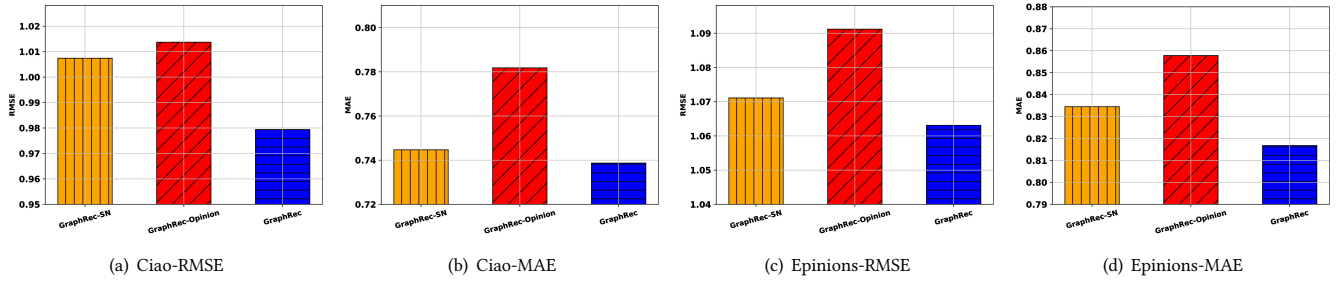 1.02
1.01
1.00
0.99
0.98
0.97
0.96
0.95
RMSE
GraphRec-SN
GraphRec-Opinion
GraphRec
(a) Ciao-RMSE
0.80
0.78
0.76
0.74
0.72
MAE
GraphRec-SN
GraphRec-Opinion
GraphRec
(b) Ciao-MAE
1.09
1.08
1.07
1.06
1.05
1.04
RMSE
GraphRec-SN
GraphRec-Opinion
GraphRec
(c) Epinions-RMSE
0.88
0.87
0.86
0.85
0.84
0.83
0.82
0.81
0.80
0.79
MAE
GraphRec-SN
GraphRec-Opinion
GraphRec
(d) Epinions-MAE